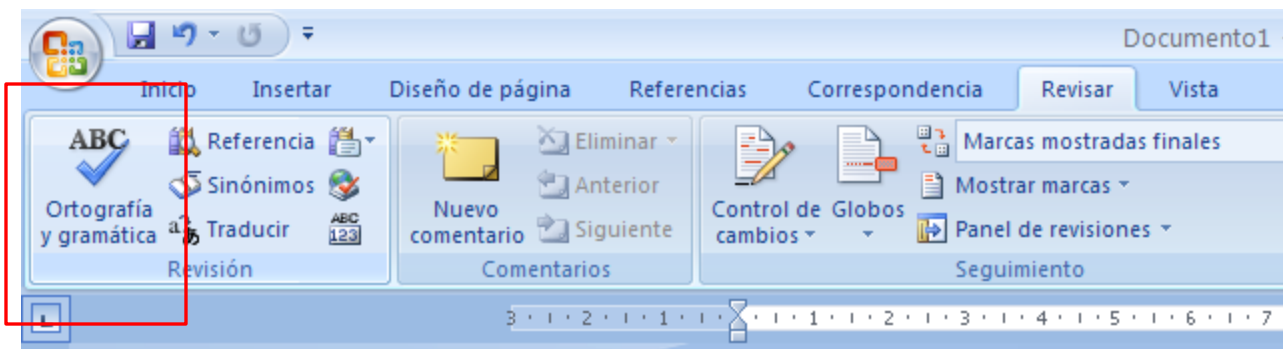 Documento1
Inicio Insertar Diseño de página Referencias Correspondencia Revisar Vista
ABC
Ortografía
y gramática
Referencia
Sinónimos
Traducir
ABC
123
Revisión
Nuevo
comentario
Eliminar
Anterior
Siguiente
Comentarios
Control de
cambios
Globos
Marcas mostradas finales
Mostrar marcas
Panel de revisiones
Seguimiento
L
3 2 1 1 2 3 4 5 6 7